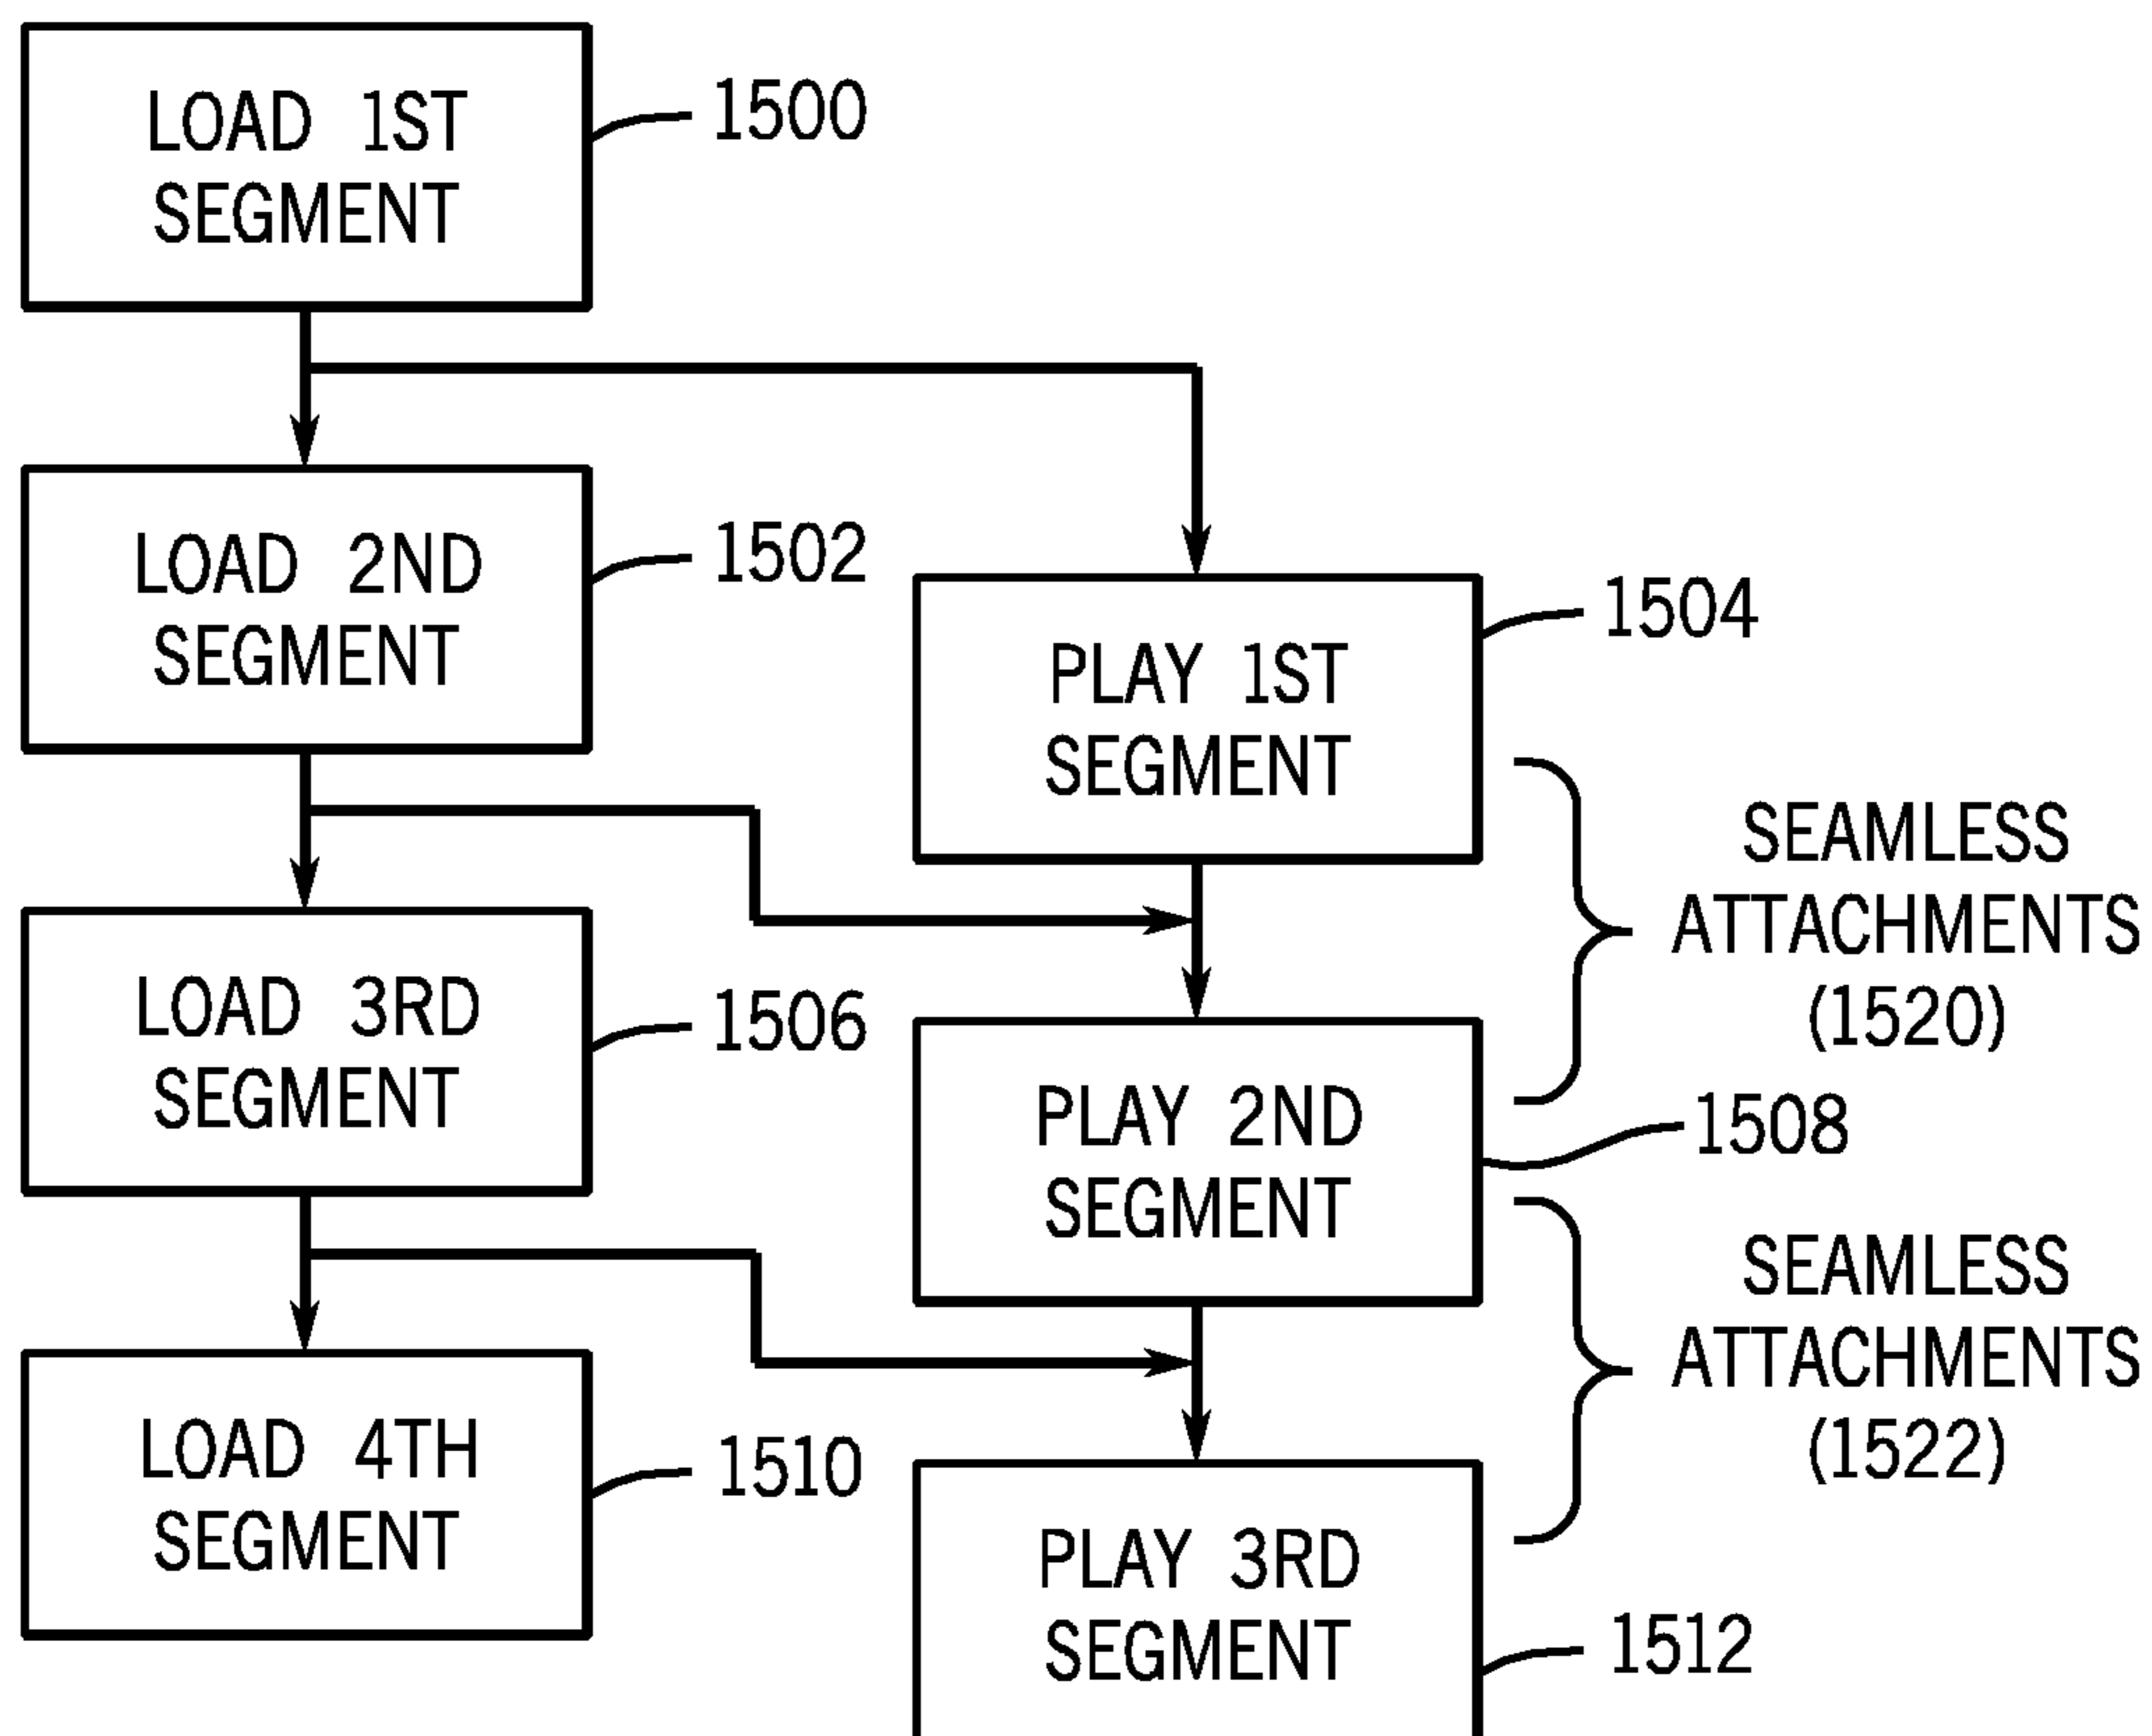 LOAD 1ST
SEGMENT
1500
LOAD 2ND
SEGMENT
1502
PLAY 1ST
SEGMENT
1504
SEAMLESS
ATTACHMENTS
(1520)
LOAD 3RD
SEGMENT
1506
PLAY 2ND
SEGMENT
1508
SEAMLESS
ATTACHMENTS
(1522)
LOAD 4TH
SEGMENT
1510
PLAY 3RD
SEGMENT
1512